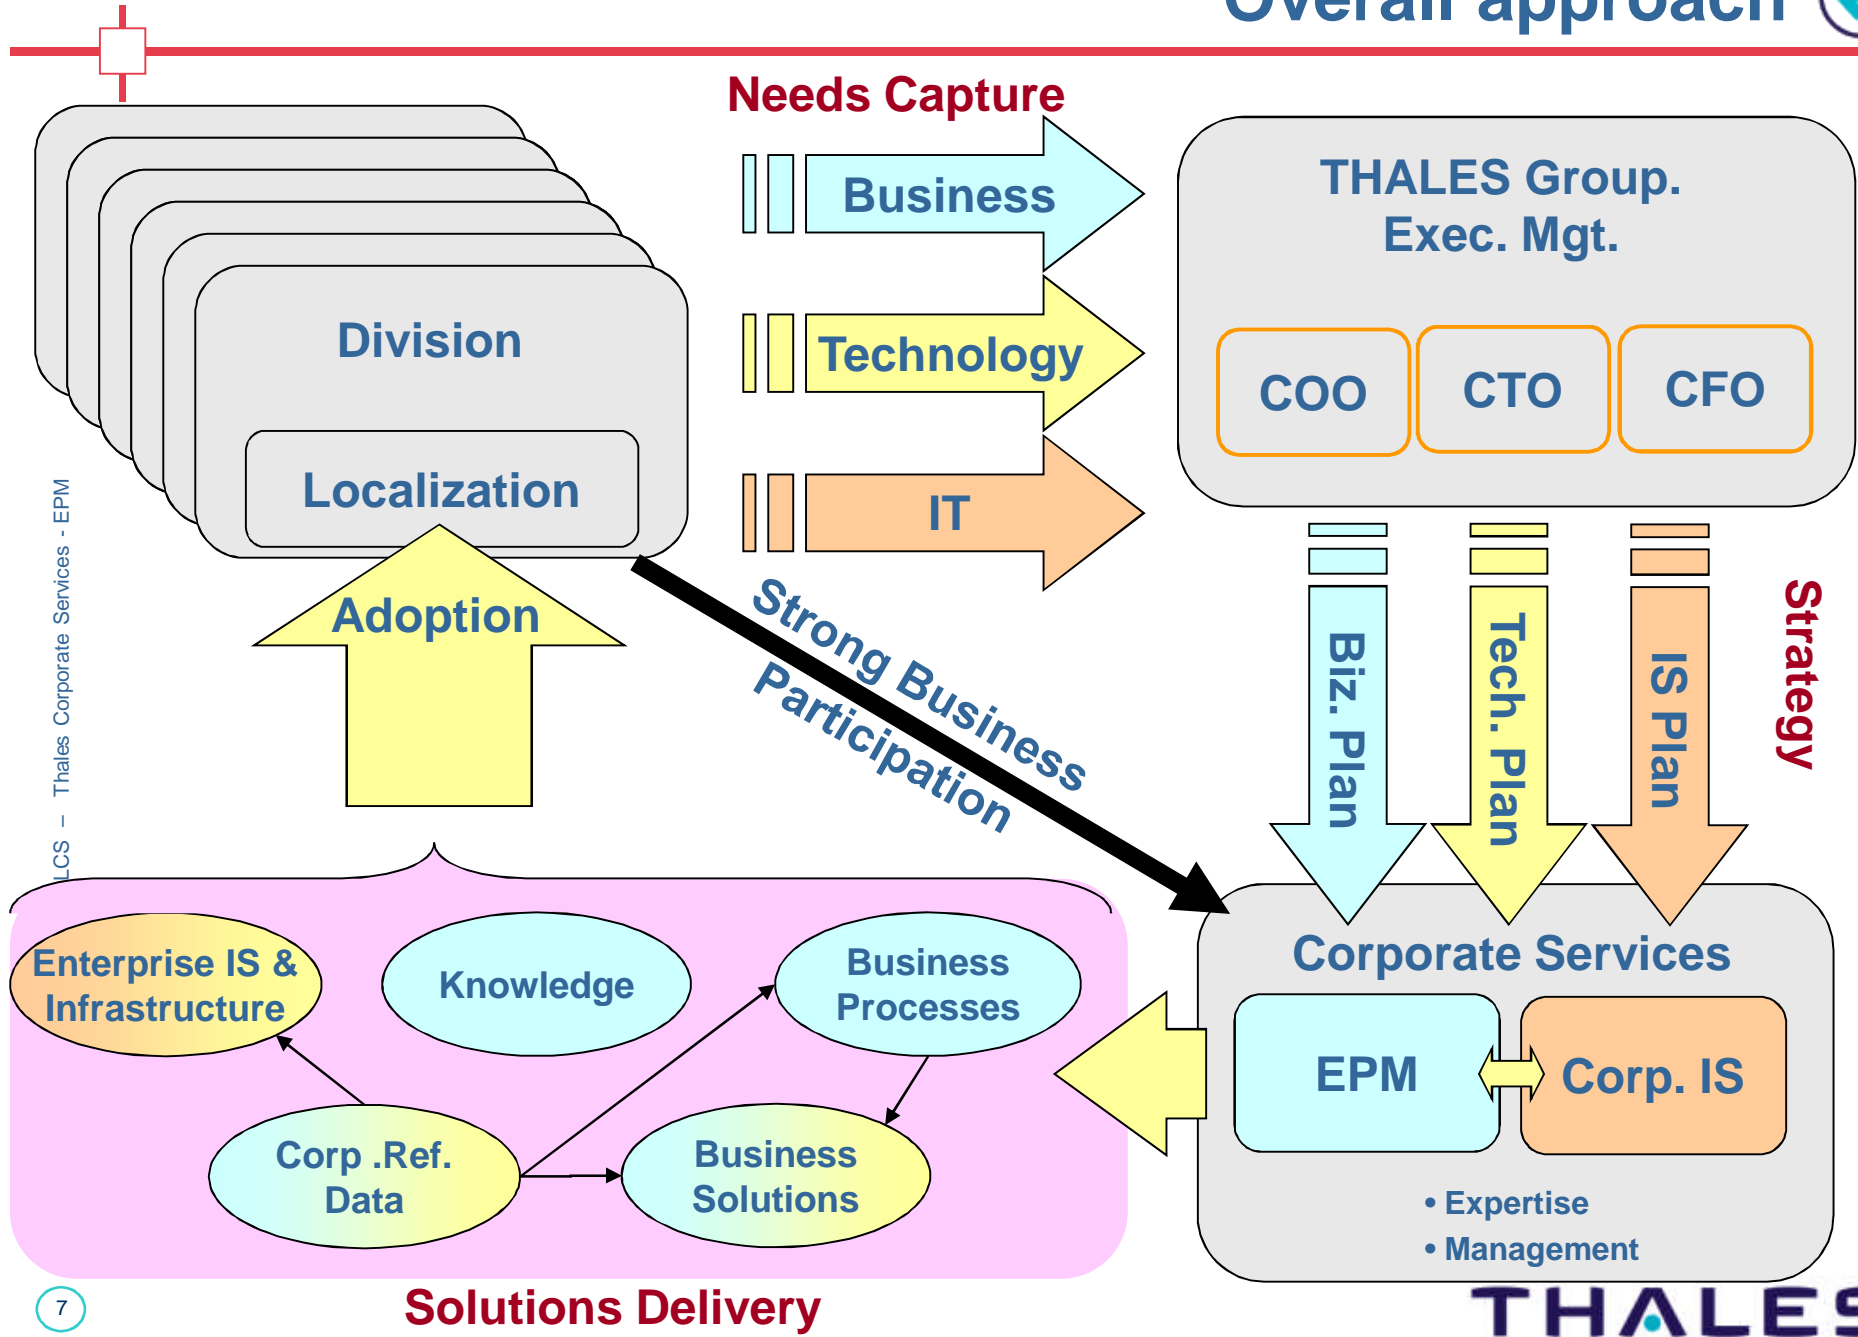 Overall approach
Needs Capture
Business
Technology
IT
Division
Localization
Adoption
THALES Group.
Exec. Mgt.
COO
CTO
CFO
Strong Business
Participation
Biz. Plan
Tech. Plan
IS Plan
Strategy
LCS – Thales Corporate Services - EPM
Enterprise IS &
Infrastructure
Knowledge
Business
Processes
Corp .Ref.
Data
Business
Solutions
Corporate Services
EPM
Corp. IS
• Expertise
• Management
7
Solutions Delivery
THALES